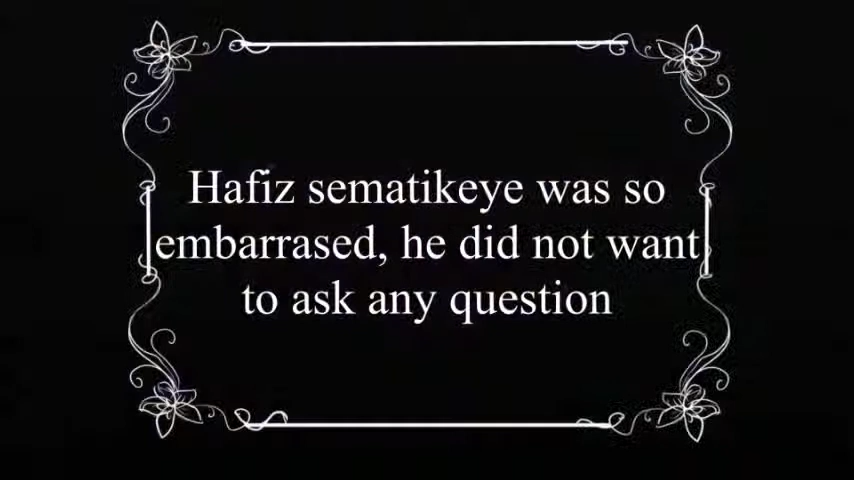 Hafiz sematikeye was so
embarrased, he did not want
to ask any question